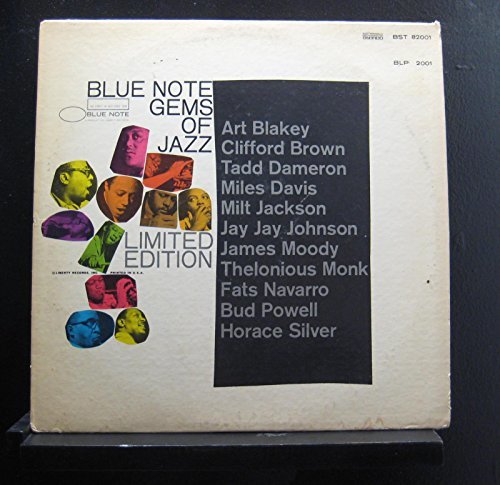 BST 82001
BLP 2001
BLUE NOTE
GEMS
OF
JAZZ
BLUE NOTE
LIMITED
EDITION
Ⓟ LIBERTY RECORDS, INC. PRINTED IN U.S.A.
Art Blakey
Clifford Brown
Tadd Dameron
Miles Davis
Milt Jackson
Jay Jay Johnson
James Moody
Thelonious Monk
Fats Navarro
Bud Powell
Horace Silver